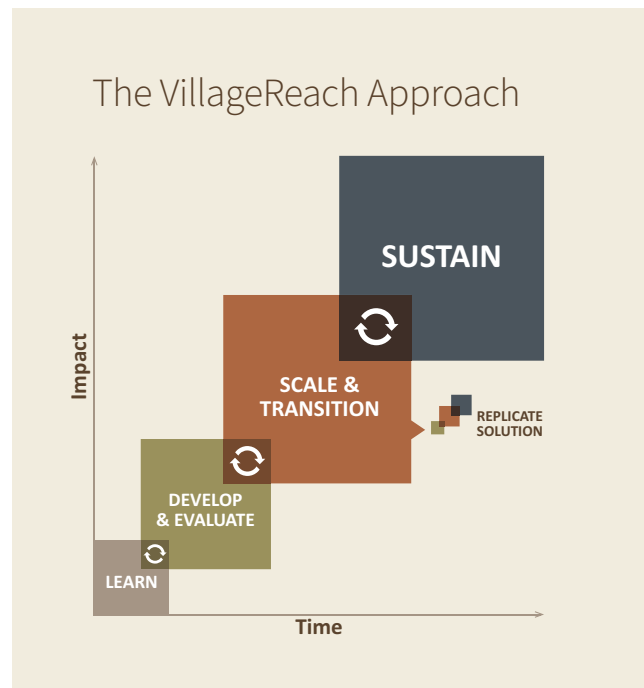 The VillageReach Approach
SUSTAIN
Impact
SCALE &
TRANSITION
REPLICATE
SOLUTION
DEVELOP
& EVALUATE
LEARN
Time